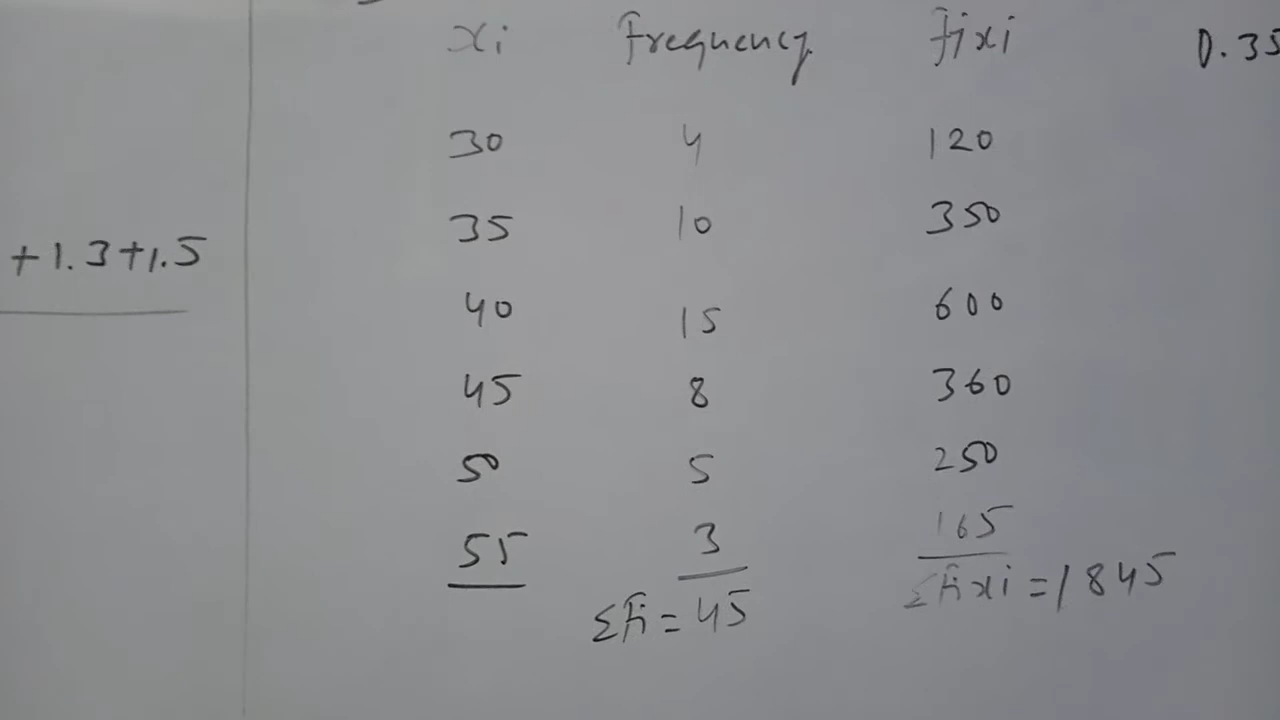 xi Frequency fixi 0.35
30 4 120
35 10 350
+1.3+1.5
40 15 600
45 8 360
50 5 250
55 3 165
Σfi = 45 Σfixi = 1845